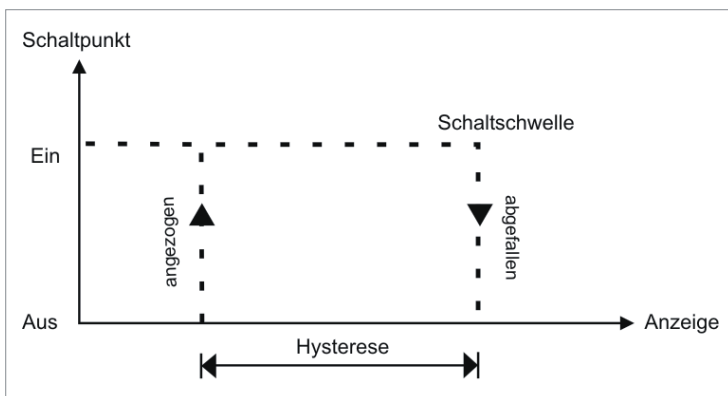 Schaltpunkt
Schaltschwelle
Ein
angezogen
abgefallen
Aus
Anzeige
Hysterese